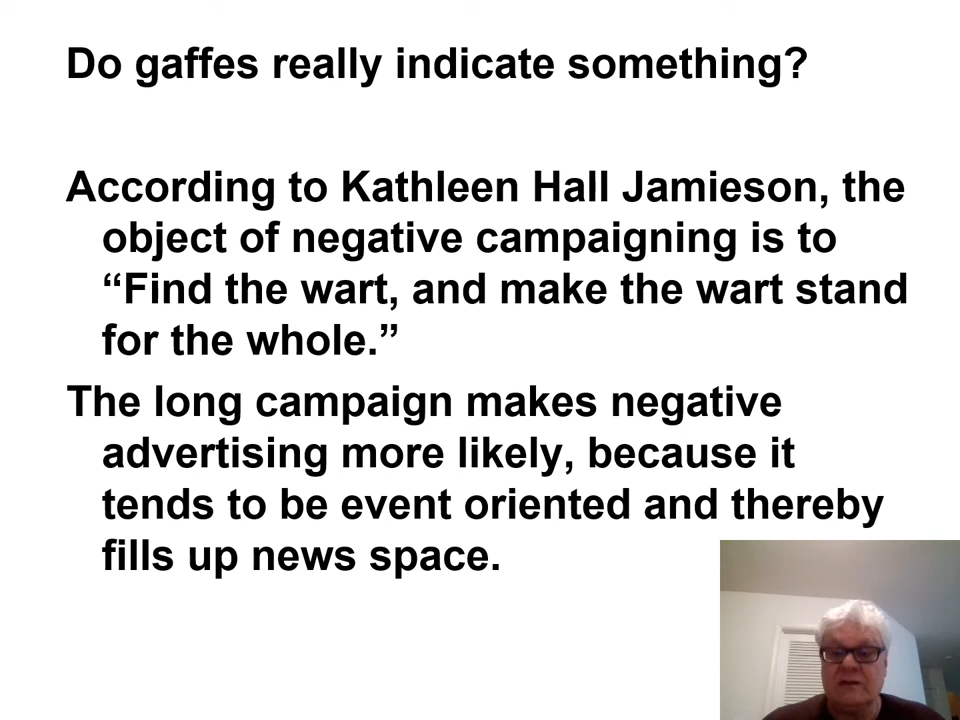 Do gaffes really indicate something?
According to Kathleen Hall Jamieson, the
object of negative campaigning is to
“Find the wart, and make the wart stand
for the whole.”
The long campaign makes negative
advertising more likely, because it
tends to be event oriented and thereby
fills up news space.